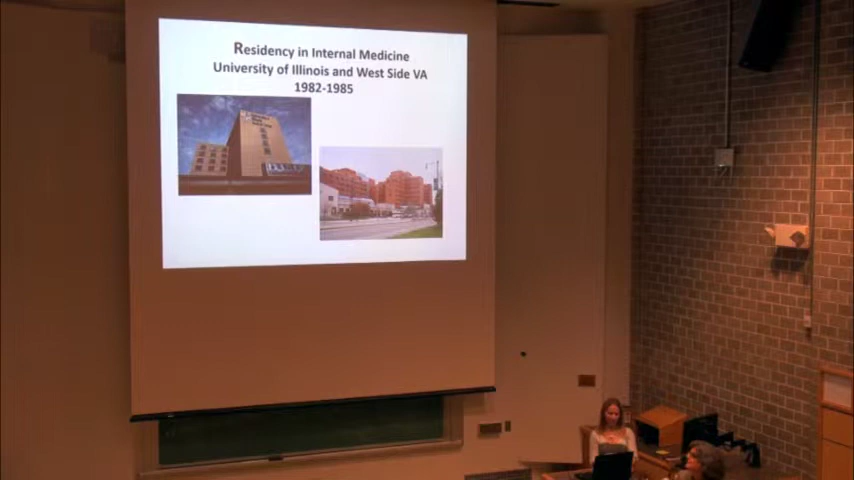 Residency in Internal Medicine
University of Illinois and West Side VA
1982-1985